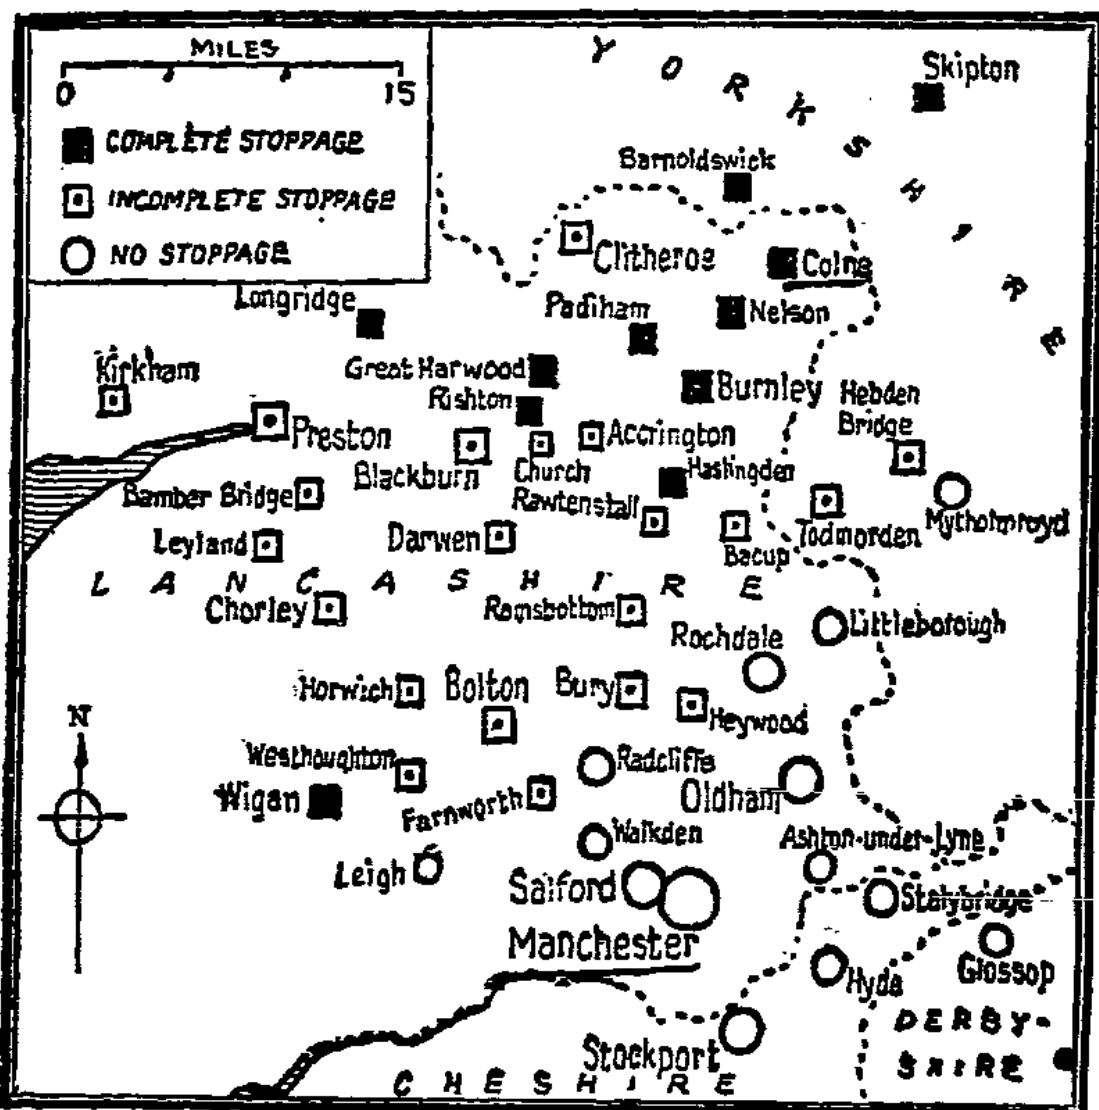 MILES
0 15
COMPLETE STOPPAGE
INCOMPLETE STOPPAGE
NO STOPPAGE
YORKSHIRE
Skipton
Barnoldswick
Clitheroe
Colne
Longridge
Padiham
Nelson
Kirkham
Great Harwood
Burnley
Hebden
Bridge
Rishton
Preston
Accrington
Blackburn
Church
Haslingden
Bamber Bridge
Rawtenstall
Mytholmroyd
Leyland
Darwen
Bacup
Todmorden
LANCASHIRE
Chorley
Ramsbottom
Rochdale
Littleborough
Horwich
Bolton
Bury
Heywood
N
Westhoughton
Radcliffe
Wigan
Farnworth
Oldham
Walkden
Ashton-under-Lyne
Leigh
Salford
Stalybridge
Manchester
Hyde
Glossop
Stockport
DERBY-
SHIRE
CHESHIRE